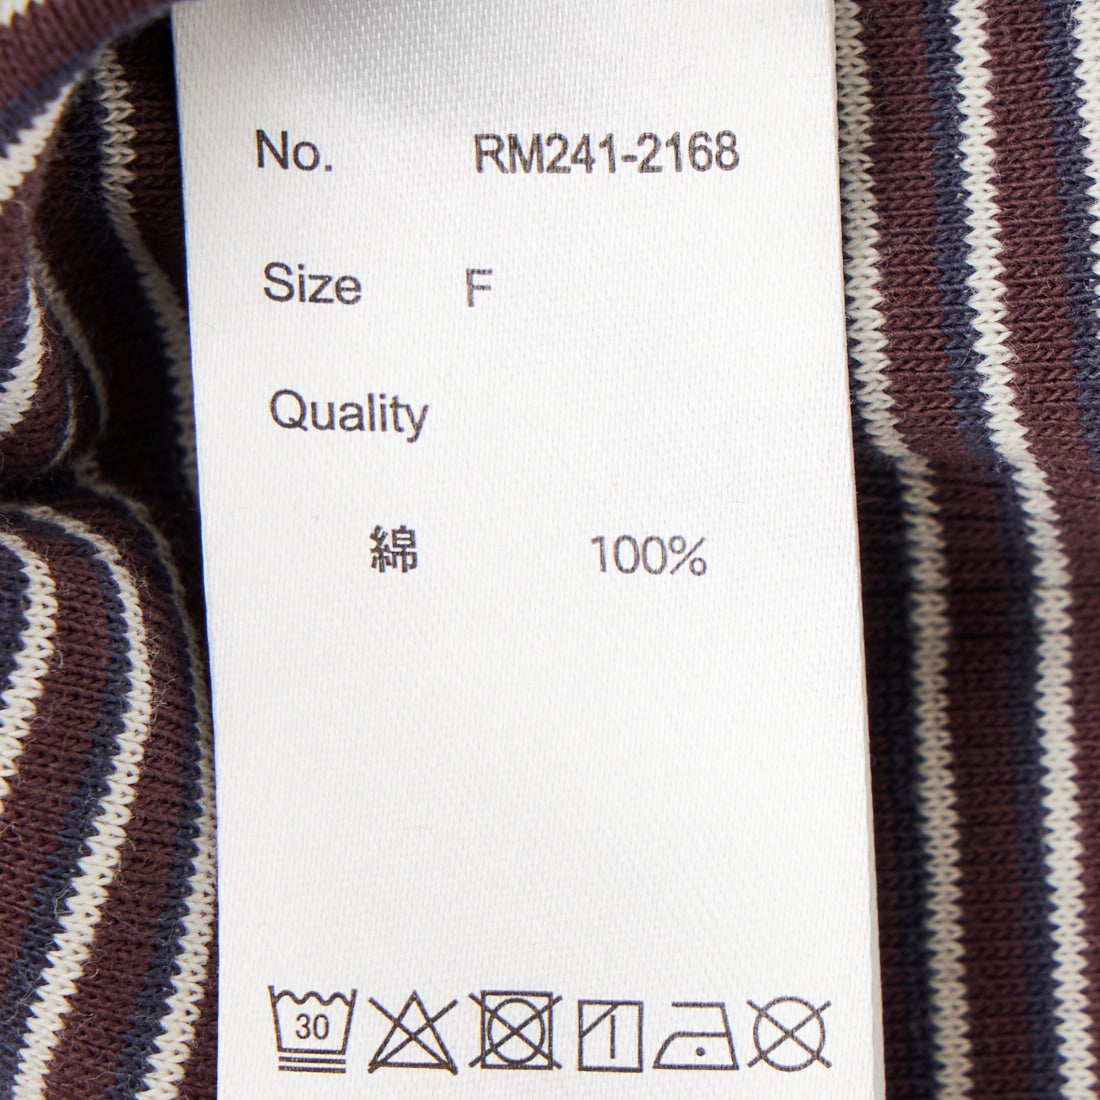 No. RM241-2168
Size F
Quality
綿 100%
30